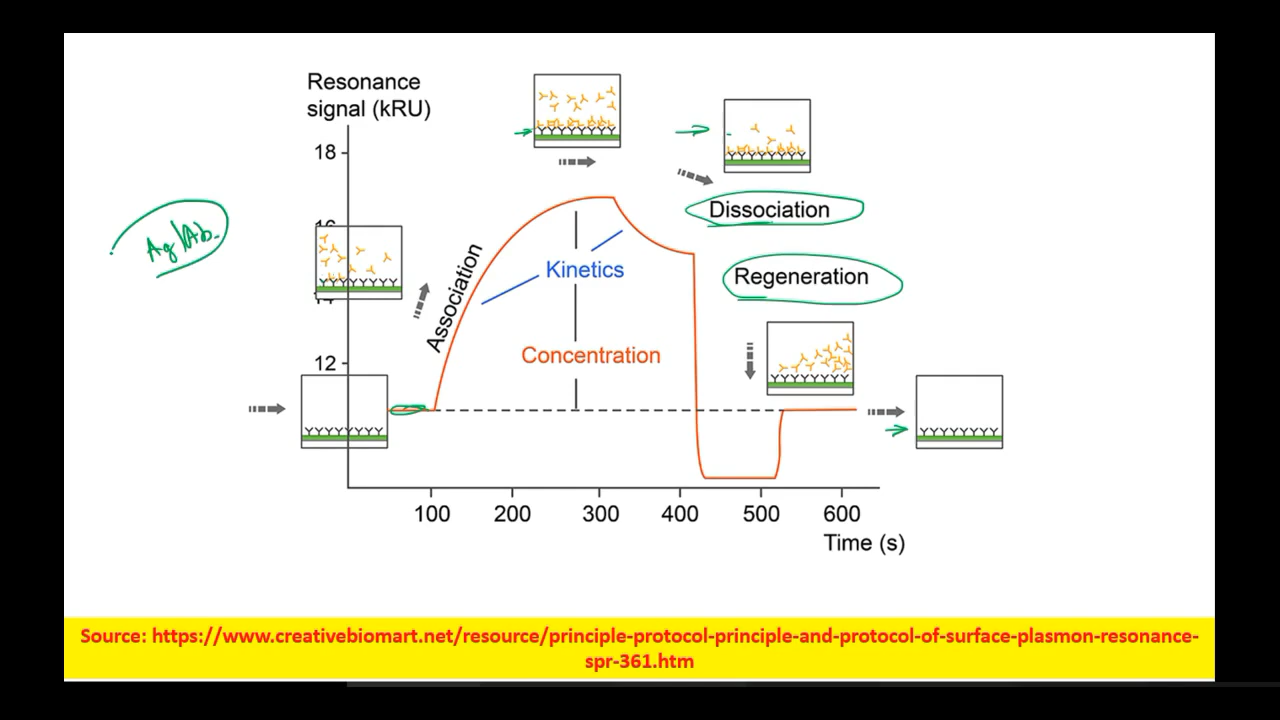 Resonance
signal (kRU)
18
12
Ag/Ab.
Association
Kinetics
Concentration
Dissociation
Regeneration
100 200 300 400 500 600
Time (s)
Source: https://www.creativebiomart.net/resource/principle-protocol-principle-and-protocol-of-surface-plasmon-resonance-
spr-361.htm